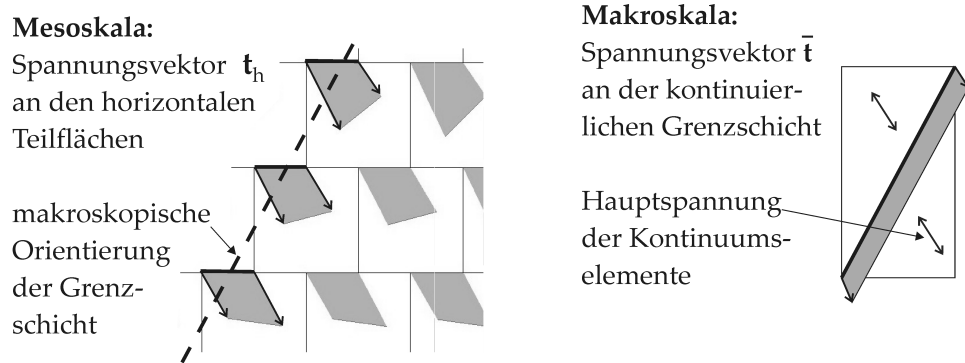 Mesoskala:
Spannungsvektor t_h
an den horizontalen
Teilflächen
makroskopische
Orientierung
der Grenz-
schicht
Makroskala:
Spannungsvektor t̄
an der kontinuier-
lichen Grenzschicht
Hauptspannung
der Kontinuums-
elemente